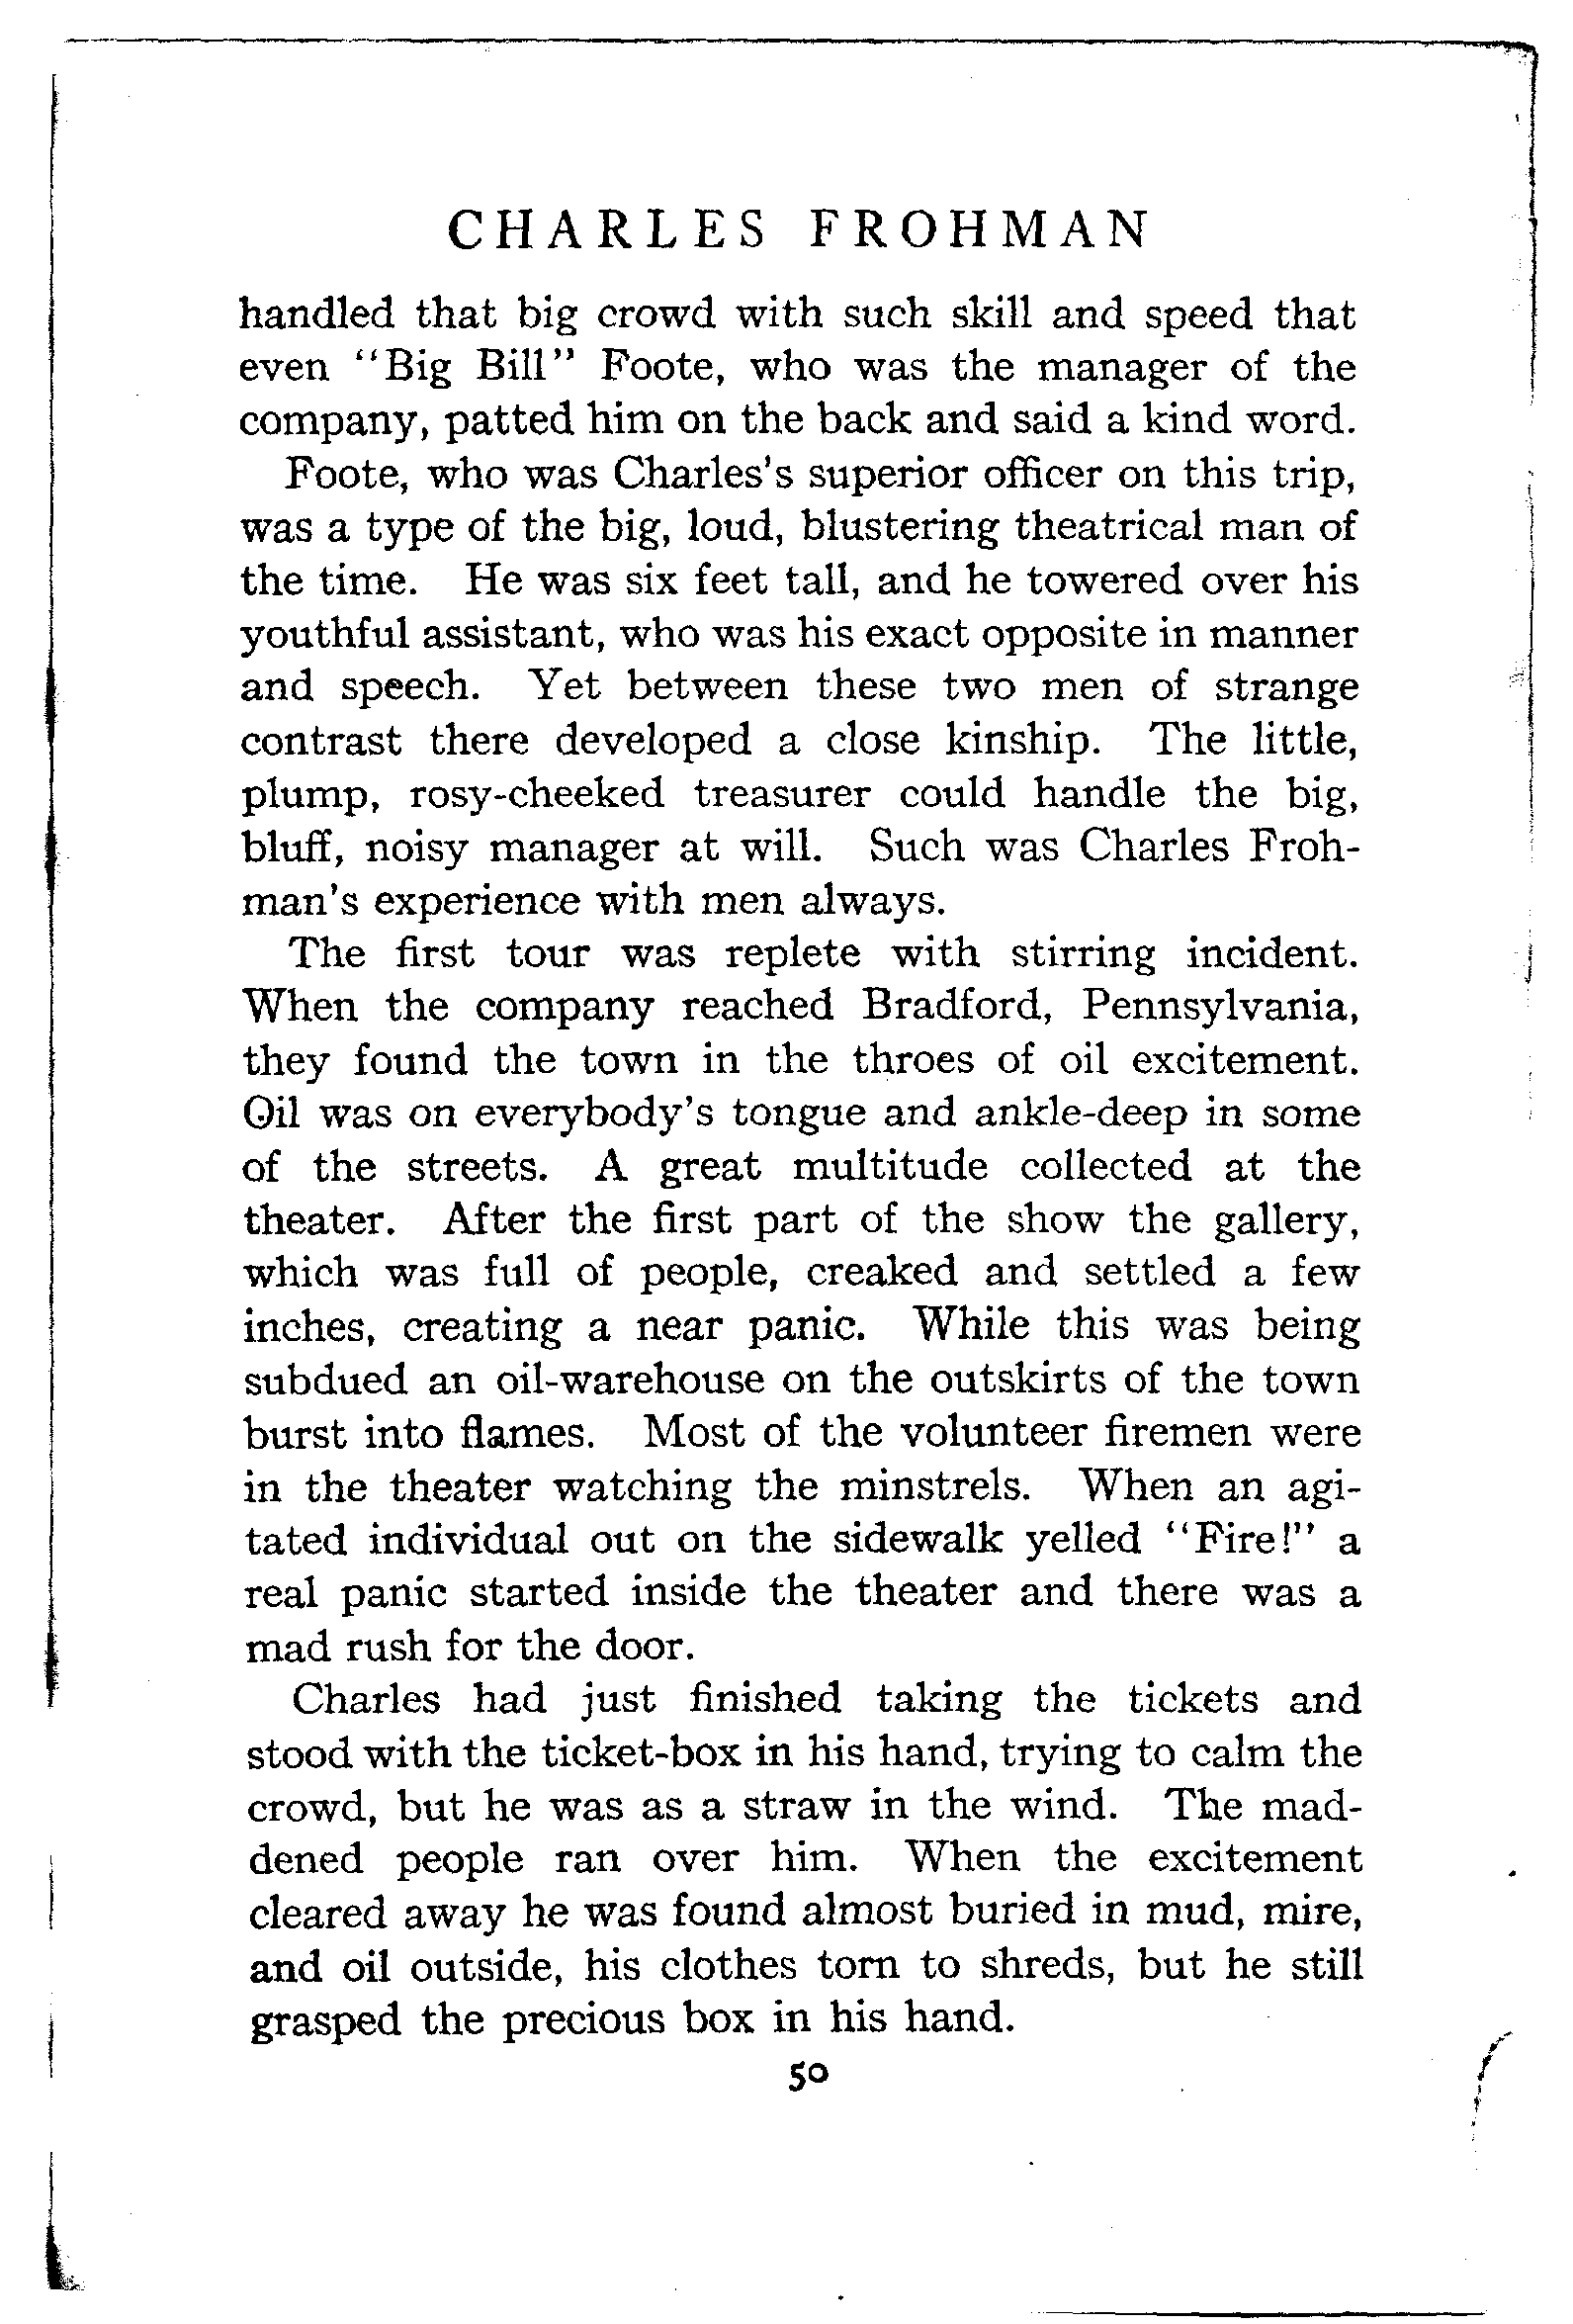 CHARLES FROHMAN
handled that big crowd with such skill and speed that
even "Big Bill" Foote, who was the manager of the
company, patted him on the back and said a kind word.
Foote, who was Charles's superior officer on this trip,
was a type of the big, loud, blustering theatrical man of
the time. He was six feet tall, and he towered over his
youthful assistant, who was his exact opposite in manner
and speech. Yet between these two men of strange
contrast there developed a close kinship. The little,
plump, rosy-cheeked treasurer could handle the big,
bluff, noisy manager at will. Such was Charles Froh-
man's experience with men always.
The first tour was replete with stirring incident.
When the company reached Bradford, Pennsylvania,
they found the town in the throes of oil excitement.
Oil was on everybody's tongue and ankle-deep in some
of the streets. A great multitude collected at the
theater. After the first part of the show the gallery,
which was full of people, creaked and settled a few
inches, creating a near panic. While this was being
subdued an oil-warehouse on the outskirts of the town
burst into flames. Most of the volunteer firemen were
in the theater watching the minstrels. When an agi-
tated individual out on the sidewalk yelled "Fire!" a
real panic started inside the theater and there was a
mad rush for the door.
Charles had just finished taking the tickets and
stood with the ticket-box in his hand, trying to calm the
crowd, but he was as a straw in the wind. The mad-
dened people ran over him. When the excitement
cleared away he was found almost buried in mud, mire,
and oil outside, his clothes torn to shreds, but he still
grasped the precious box in his hand.
50